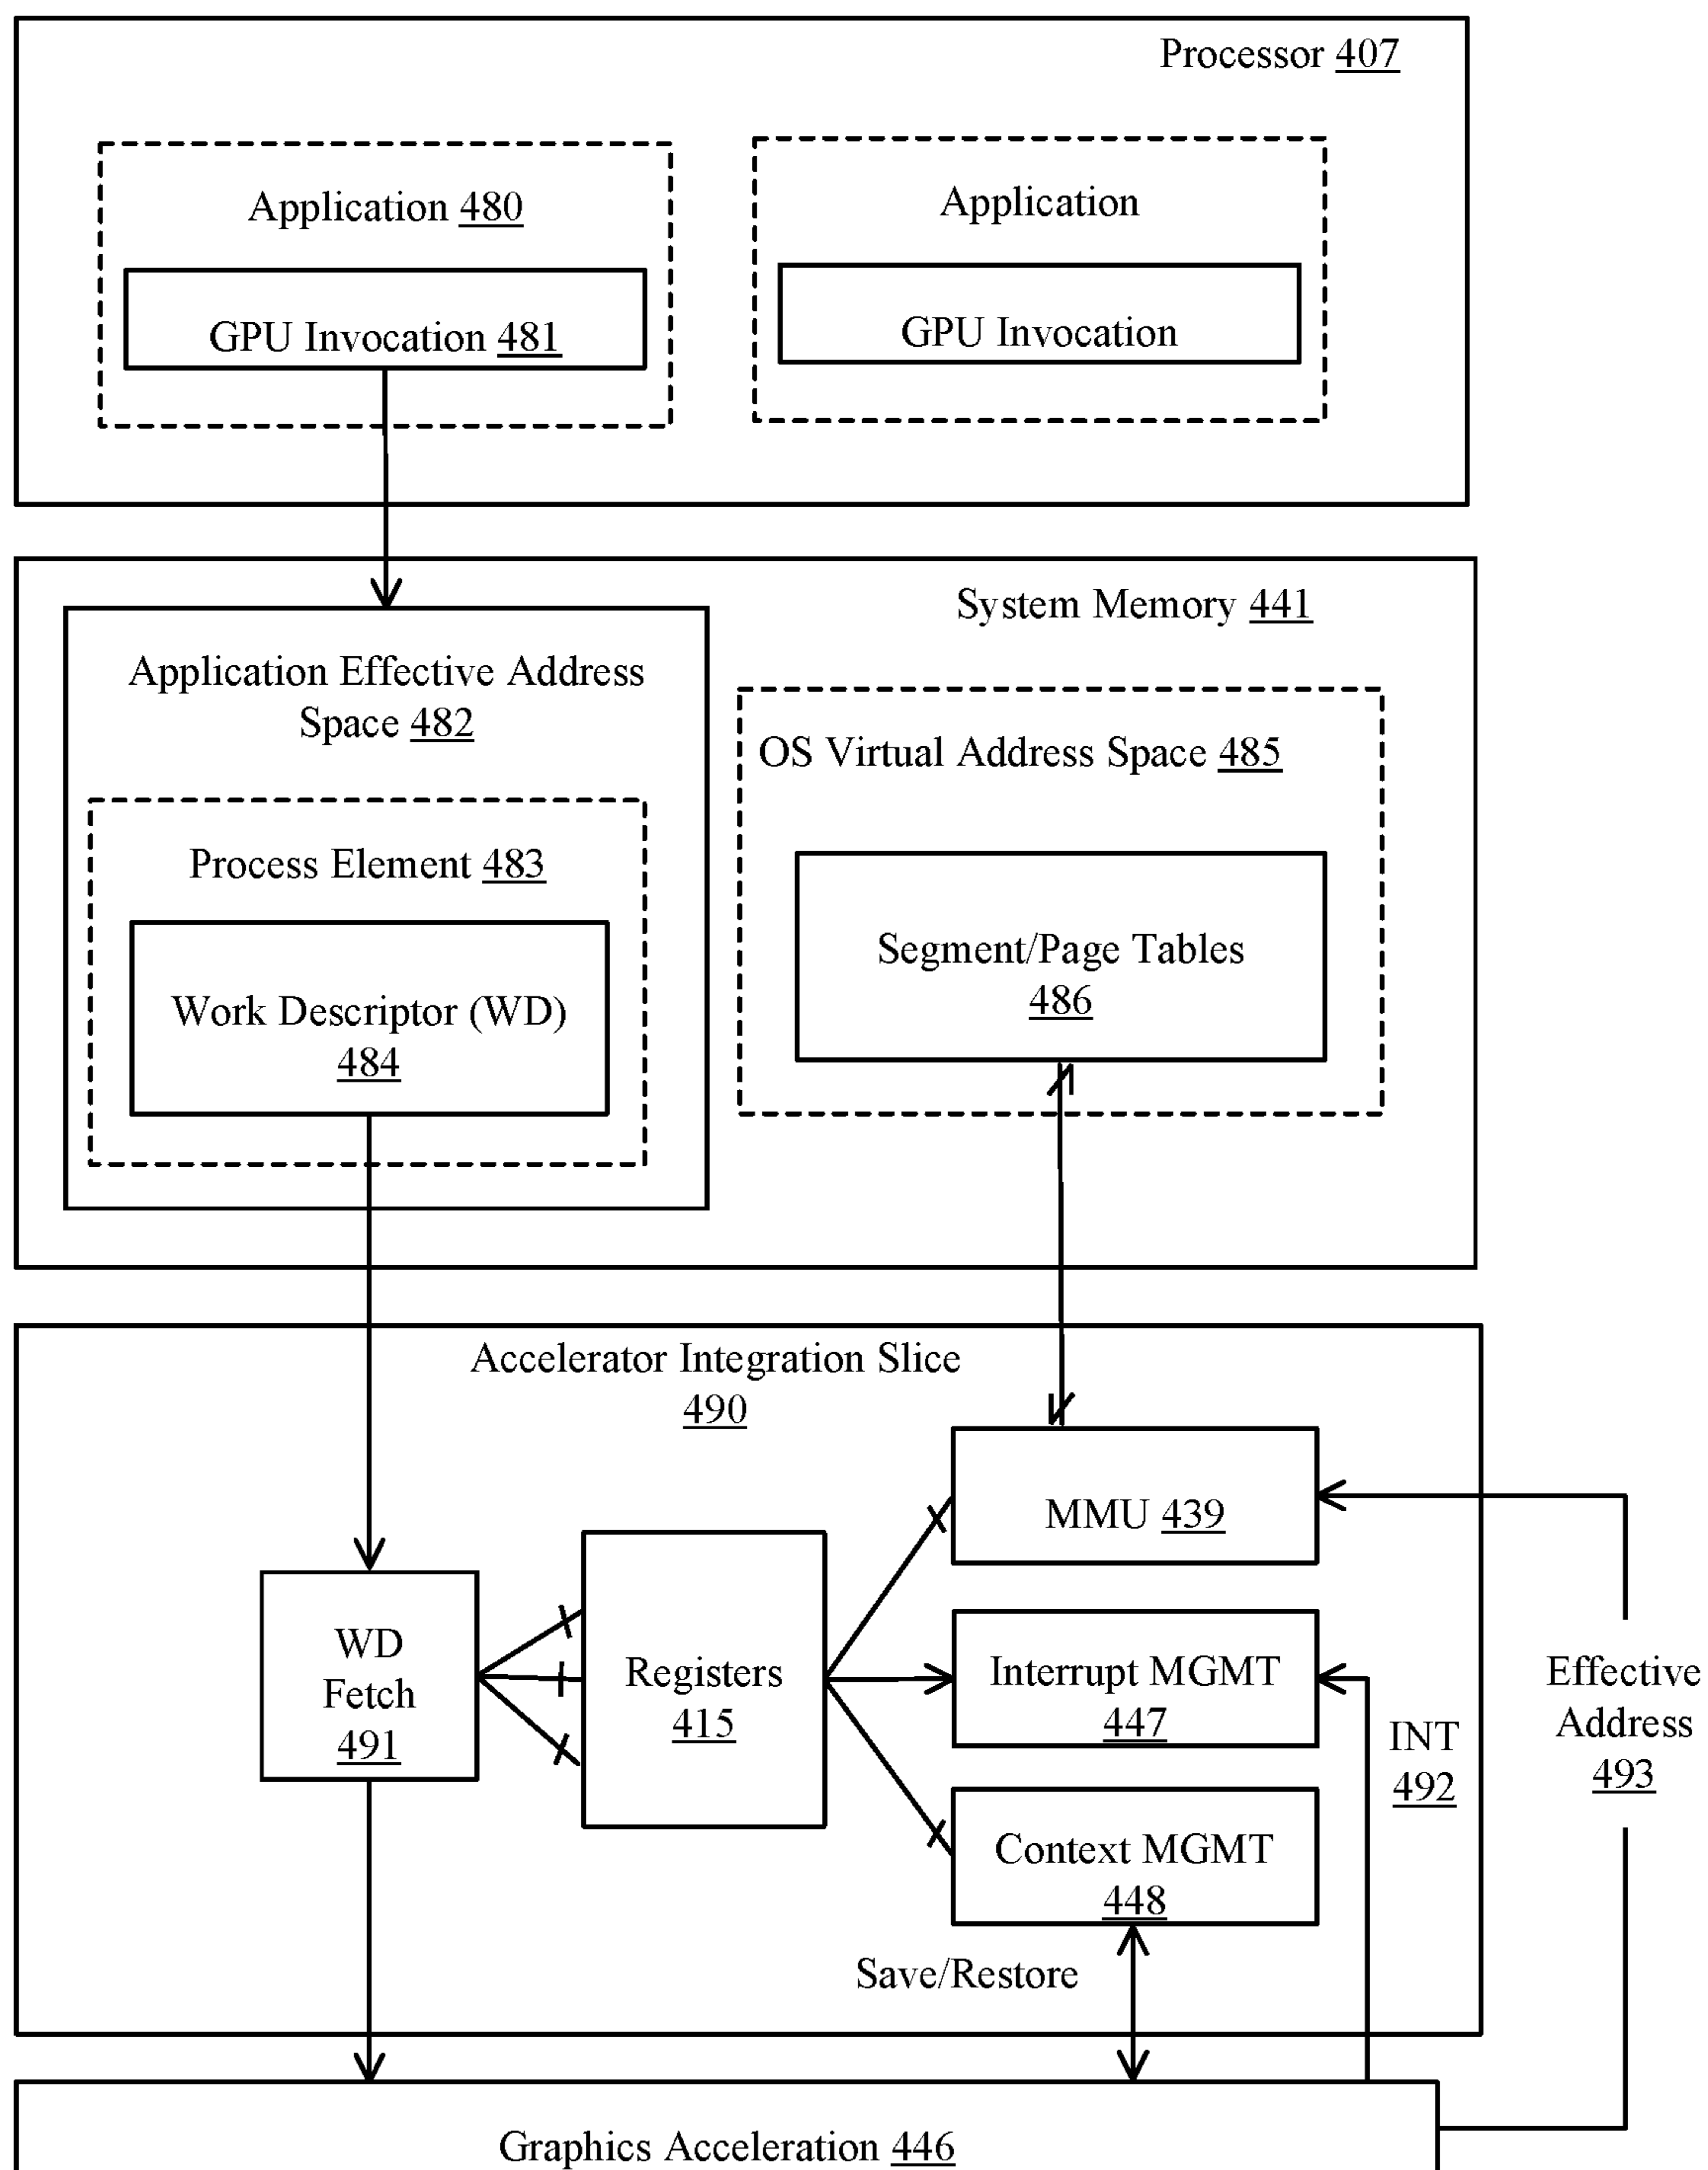 Processor 407
Application 480
GPU Invocation 481
Application
GPU Invocation
System Memory 441
Application Effective Address
Space 482
Process Element 483
Work Descriptor (WD)
484
OS Virtual Address Space 485
Segment/Page Tables
486
Accelerator Integration Slice
490
WD
Fetch
491
Registers
415
MMU 439
Interrupt MGMT
447
Context MGMT
448
Save/Restore
INT
492
Effective
Address
493
Graphics Acceleration 446